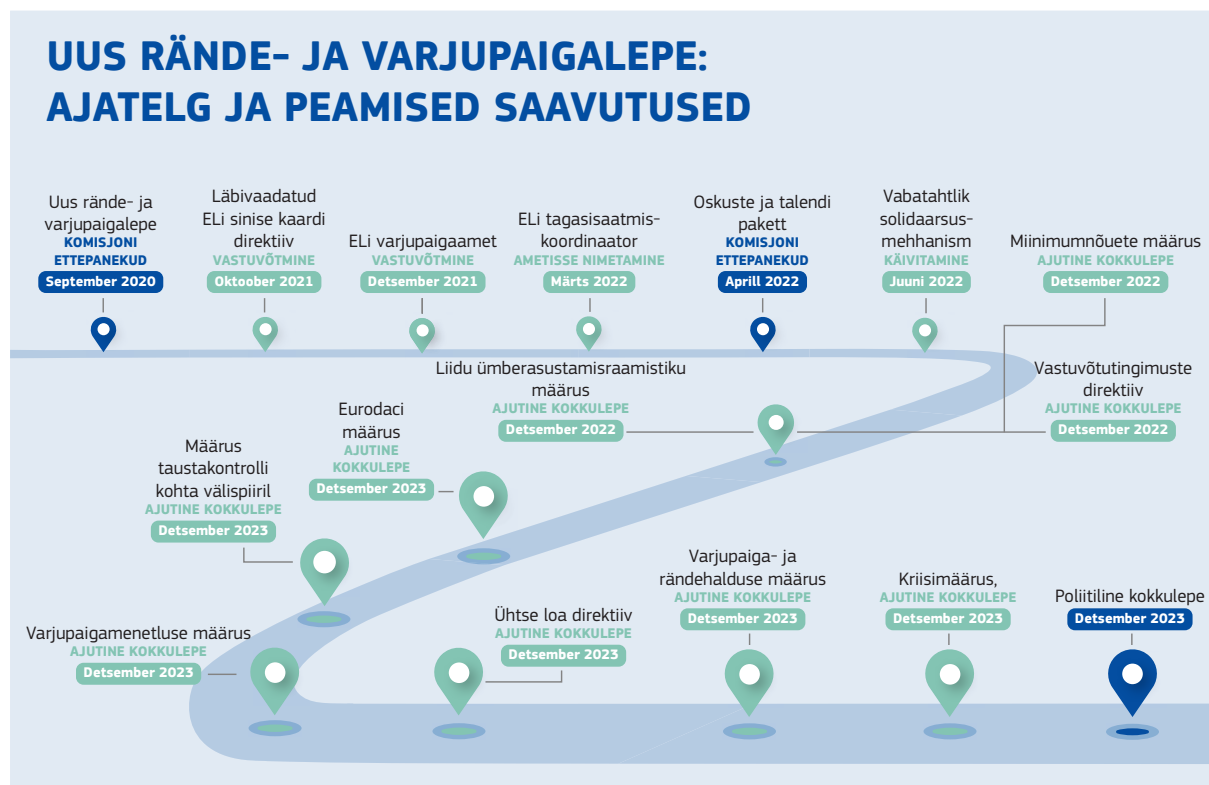 UUS RÄNDE- JA VARJUPAIGALEPE:
AJATELG JA PEAMISED SAAVUTUSED
Uus rände- ja
varjupaigalepe
KOMISJONI
ETTEPANEKUD
September 2020
Läbivaadatud
ELi sinise kaardi
direktiiv
VASTUVÕTMINE
Oktoober 2021
ELi varjupaigaamet
VASTUVÕTMINE
Detsember 2021
ELi tagasisaatmis-
koordinaator
AMETISSE NIMETAMINE
Märts 2022
Oskuste ja talendi
pakett
KOMISJONI
ETTEPANEKUD
Aprill 2022
Vabatahtlik
solidaarsus-
mehhanism
KÄIVITAMINE
Juuni 2022
Miinimumnõuete määrus
AJUTINE KOKKULEPE
Detsember 2022
Liidu ümberasustamisraamistiku
määrus
AJUTINE KOKKULEPE
Detsember 2022
Vastuvõtutingimuste
direktiiv
AJUTINE KOKKULEPE
Detsember 2022
Eurodaci
määrus
AJUTINE
KOKKULEPE
Detsember 2023
Määrus
taustakontrolli
kohta välispiiril
AJUTINE KOKKULEPE
Detsember 2023
Varjupaigamenetluse määrus
AJUTINE KOKKULEPE
Detsember 2023
Ühtse loa direktiiv
AJUTINE KOKKULEPE
Detsember 2023
Varjupaiga- ja
rändehalduse määrus
AJUTINE KOKKULEPE
Detsember 2023
Kriisimäärus,
AJUTINE KOKKULEPE
Detsember 2023
Poliitiline kokkulepe
Detsember 2023